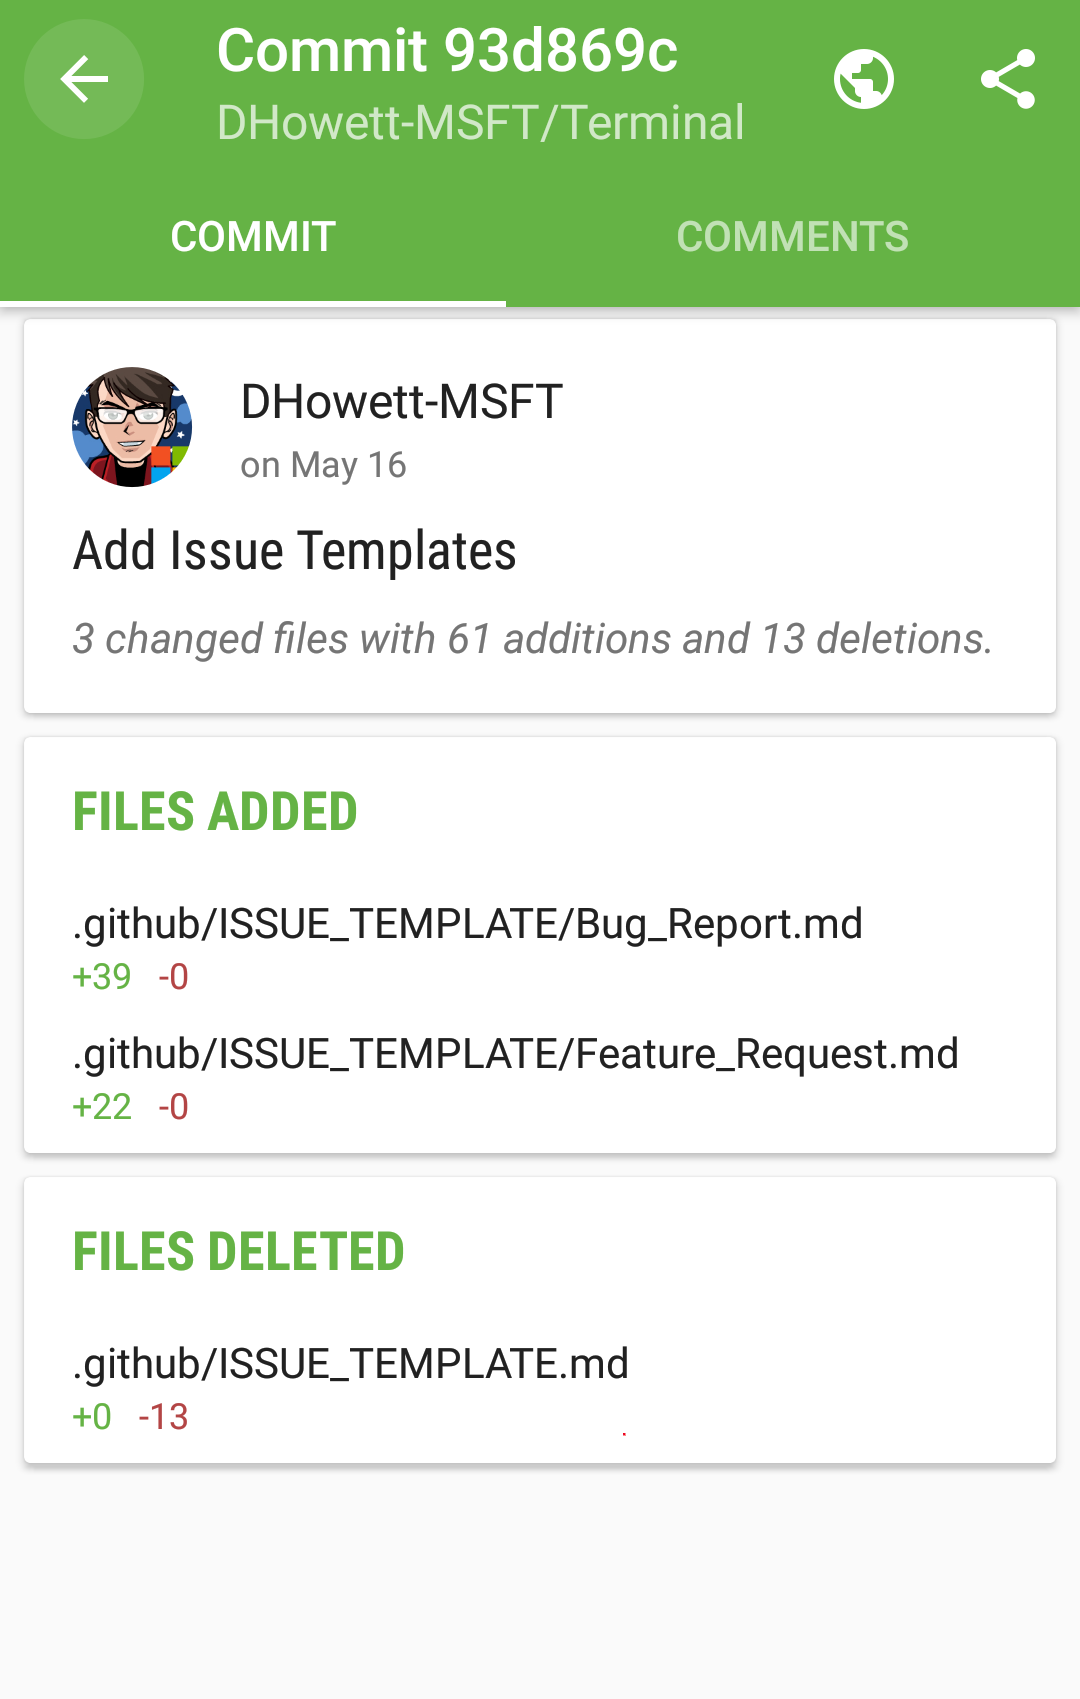 Commit 93d869c
DHowett-MSFT/Terminal
COMMIT
COMMENTS
DHowett-MSFT
on May 16
Add Issue Templates
3 changed files with 61 additions and 13 deletions.
FILES ADDED
.github/ISSUE_TEMPLATE/Bug_Report.md
+39 -0
.github/ISSUE_TEMPLATE/Feature_Request.md
+22 -0
FILES DELETED
.github/ISSUE_TEMPLATE.md
+0 -13